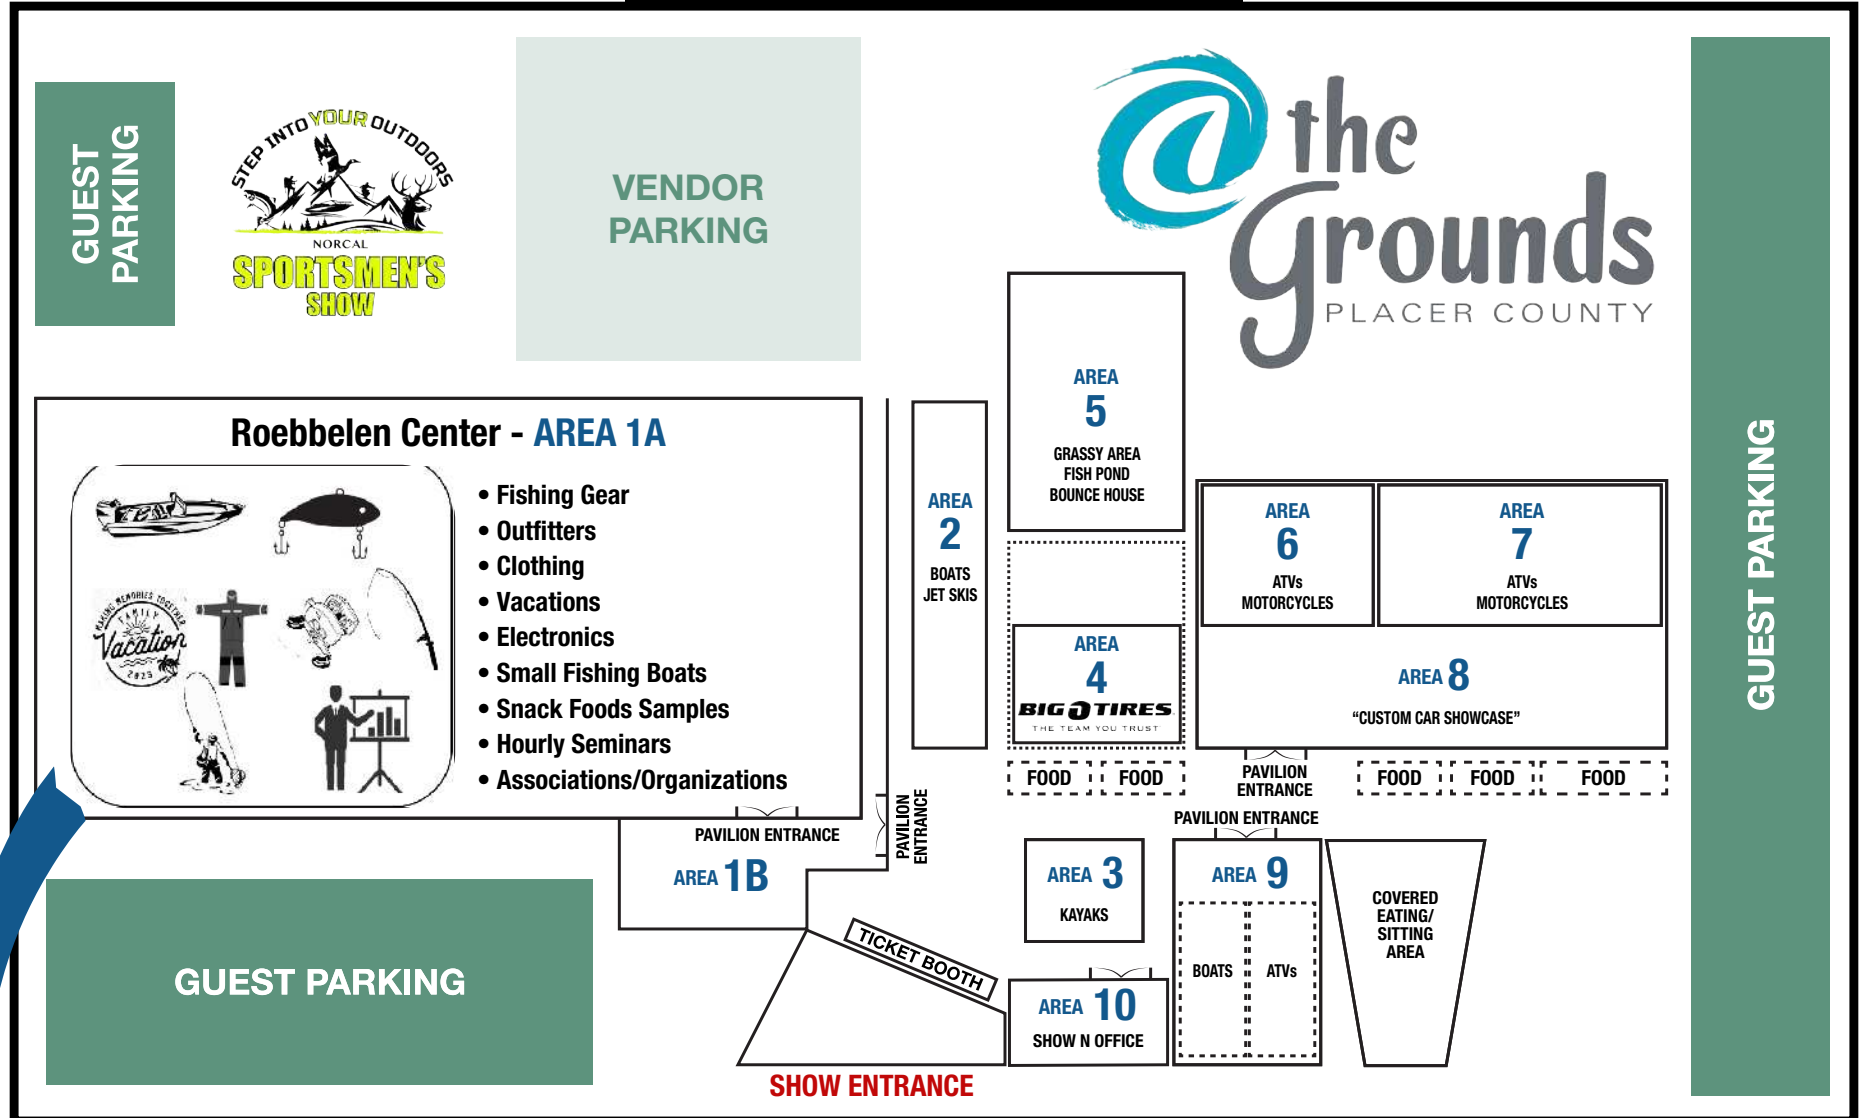 GUEST
PARKING
STEP INTO YOUR OUTDOORS
NORCAL
SPORTSMEN'S
SHOW
VENDOR
PARKING
@ the
Grounds
PLACER COUNTY
GUEST PARKING
Roebbelen Center - AREA 1A
MAKING MEMORIES TOGETHER
FAMILY
Vacation
2025
• Fishing Gear
• Outfitters
• Clothing
• Vacations
• Electronics
• Small Fishing Boats
• Snack Foods Samples
• Hourly Seminars
• Associations/Organizations
PAVILION ENTRANCE
AREA 1B
PAVILION
ENTRANCE
AREA
2
BOATS
JET SKIS
AREA
5
GRASSY AREA
FISH POND
BOUNCE HOUSE
AREA
4
BIG O TIRES
THE TEAM YOU TRUST
AREA
6
ATVs
MOTORCYCLES
AREA
7
ATVs
MOTORCYCLES
AREA 8
“CUSTOM CAR SHOWCASE”
FOOD
FOOD
PAVILION
ENTRANCE
FOOD
FOOD
FOOD
PAVILION ENTRANCE
AREA 3
KAYAKS
AREA 9
BOATS
ATVs
COVERED
EATING/
SITTING
AREA
TICKET BOOTH
AREA 10
SHOW N OFFICE
GUEST PARKING
SHOW ENTRANCE